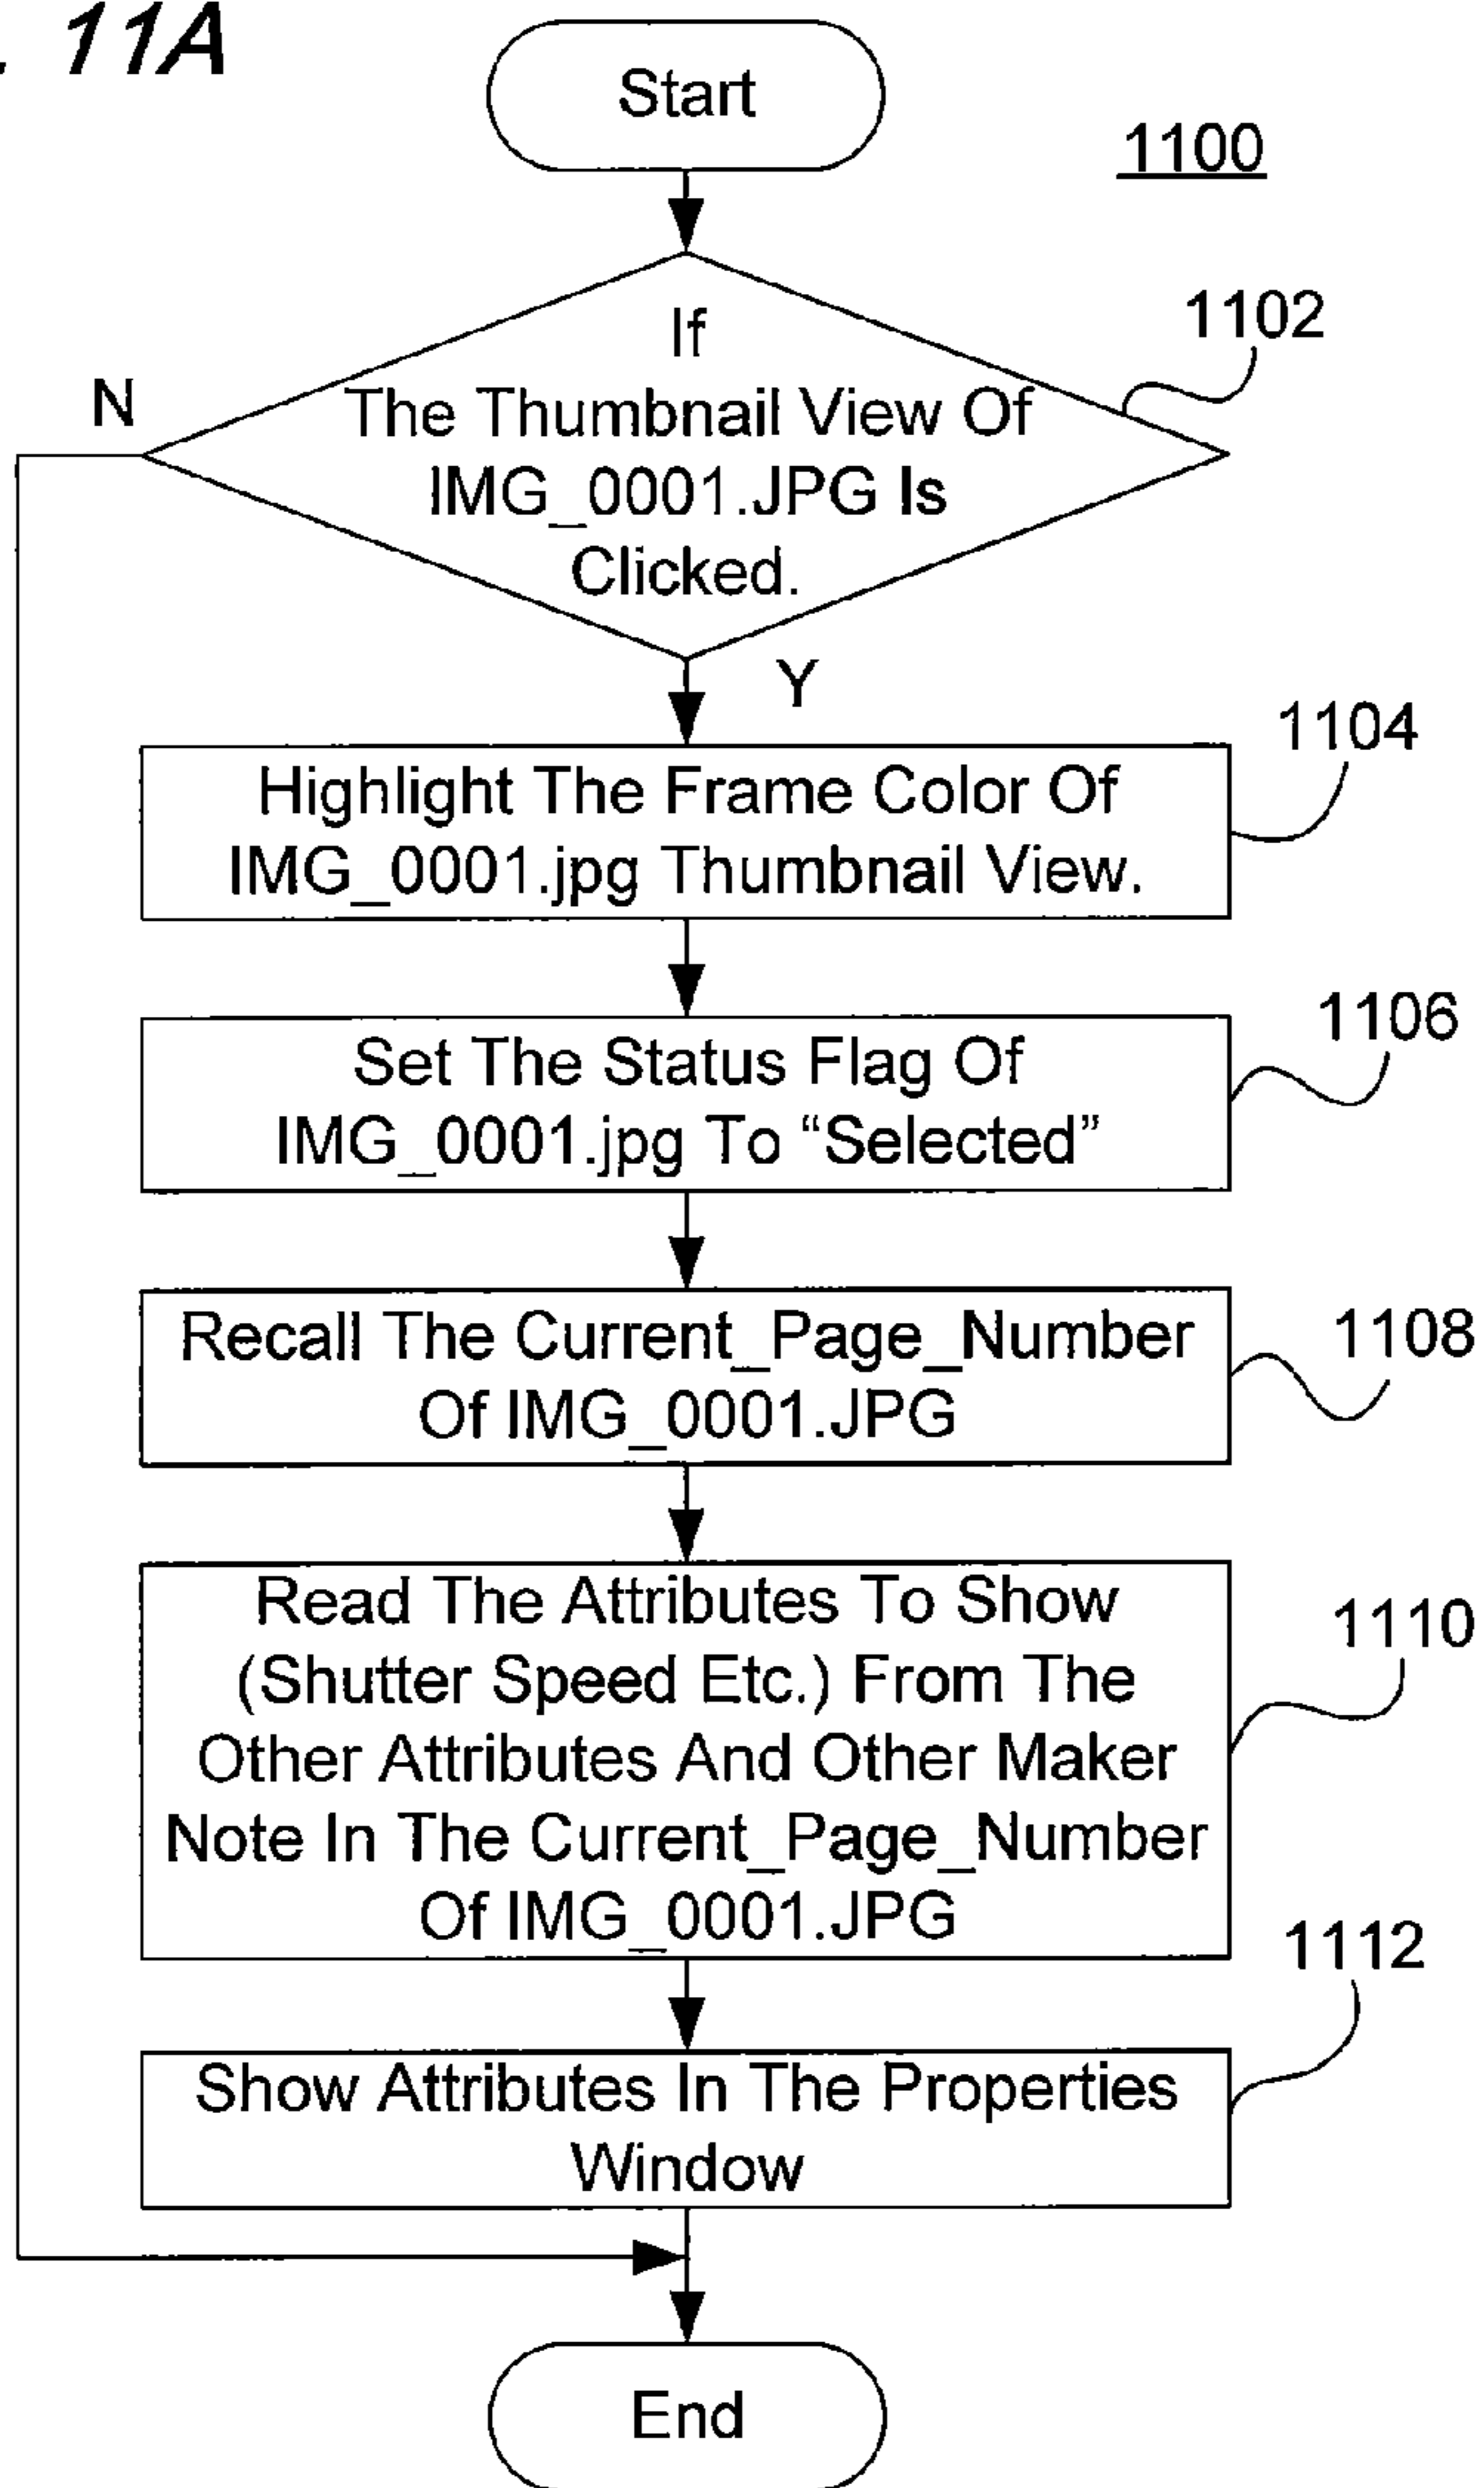 . 11A
Start
1100
If
The Thumbnail View Of
IMG_0001.JPG Is
Clicked.
1102
N
Y
Highlight The Frame Color Of
IMG_0001.jpg Thumbnail View.
1104
Set The Status Flag Of
IMG_0001.jpg To “Selected”
1106
Recall The Current_Page_Number
Of IMG_0001.JPG
1108
Read The Attributes To Show
(Shutter Speed Etc.) From The
Other Attributes And Other Maker
Note In The Current_Page_Number
Of IMG_0001.JPG
1110
Show Attributes In The Properties
Window
1112
End